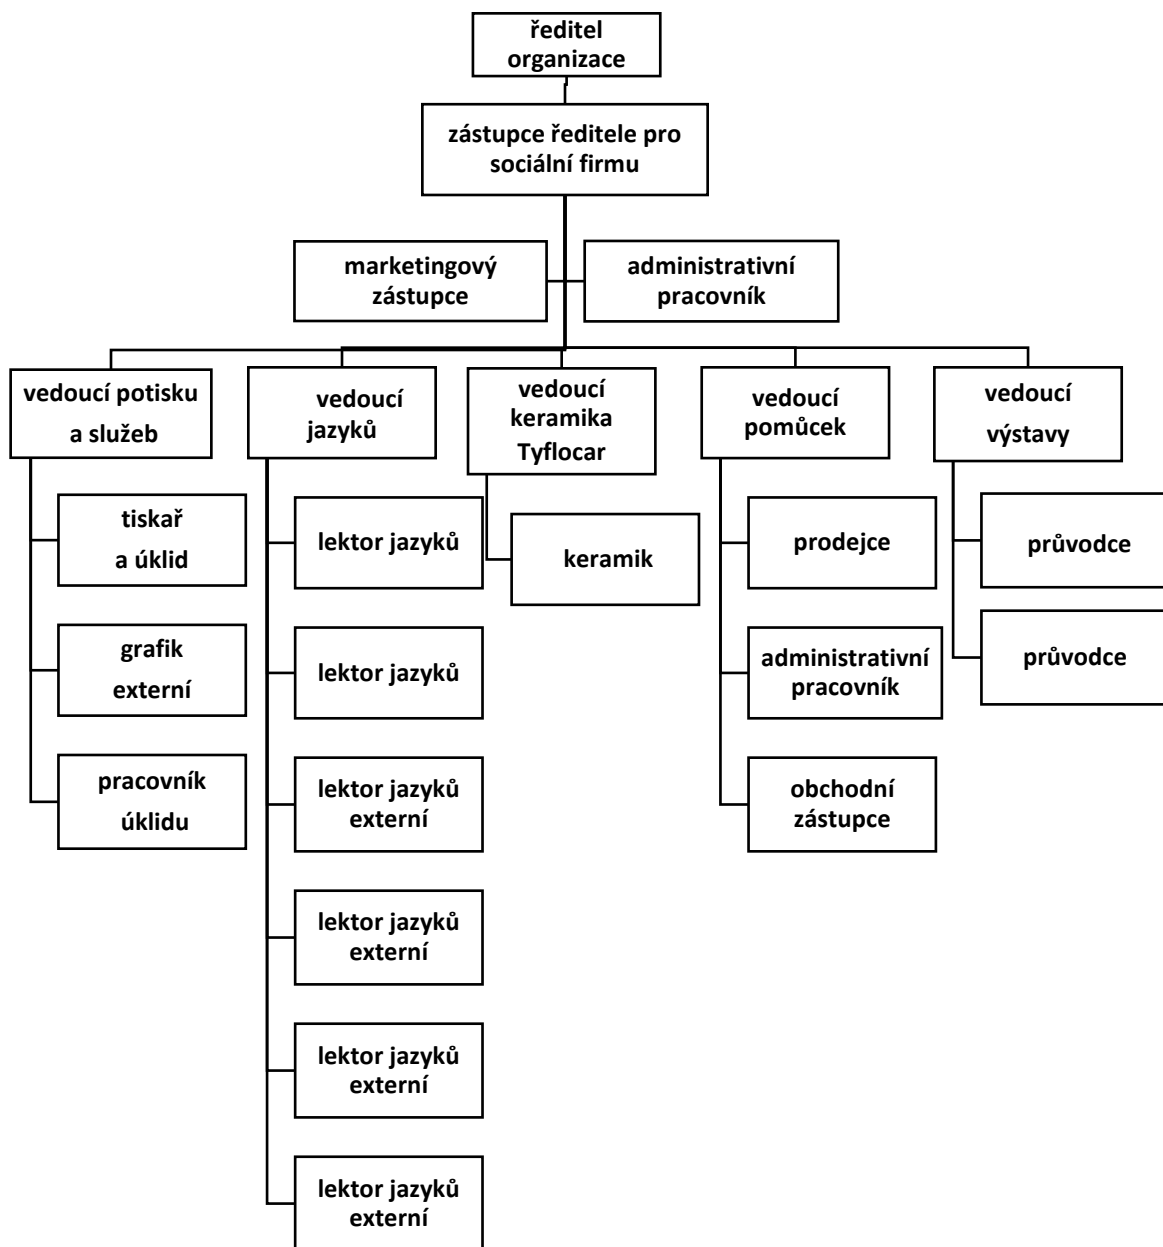 ředitel
organizace
zástupce ředitele pro
sociální firmu
marketingový
zástupce
administrativní
pracovník
vedoucí potisku
a služeb
vedoucí
jazyků
vedoucí
keramika
Tyflocar
vedoucí
pomůcek
vedoucí
výstavy
tiskař
a úklid
grafik
externí
pracovník
úklidu
lektor jazyků
lektor jazyků
lektor jazyků
externí
lektor jazyků
externí
lektor jazyků
externí
lektor jazyků
externí
keramik
prodejce
administrativní
pracovník
obchodní
zástupce
průvodce
průvodce